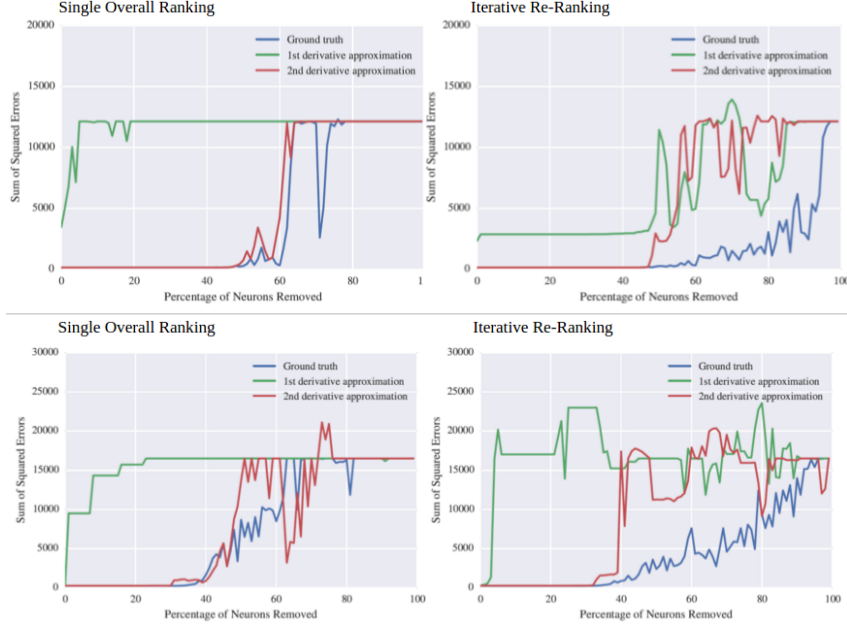 Single Overall Ranking
Iterative Re-Ranking
20000
15000
10000
5000
0
Sum of Squared Errors
Ground truth
1st derivative approximation
2nd derivative approximation
0 20 40 60 80 1
Percentage of Neurons Removed
20000
15000
10000
5000
0
Sum of Squared Errors
Ground truth
1st derivative approximation
2nd derivative approximation
0 20 40 60 80 100
Percentage of Neurons Removed
Single Overall Ranking
Iterative Re-Ranking
30000
25000
20000
15000
10000
5000
0
Sum of Squared Errors
Ground truth
1st derivative approximation
2nd derivative approximation
0 20 40 60 80 100
Percentage of Neurons Removed
30000
25000
20000
15000
10000
5000
0
Sum of Squared Errors
Ground truth
1st derivative approximation
2nd derivative approximation
0 20 40 60 80 100
Percentage of Neurons Removed